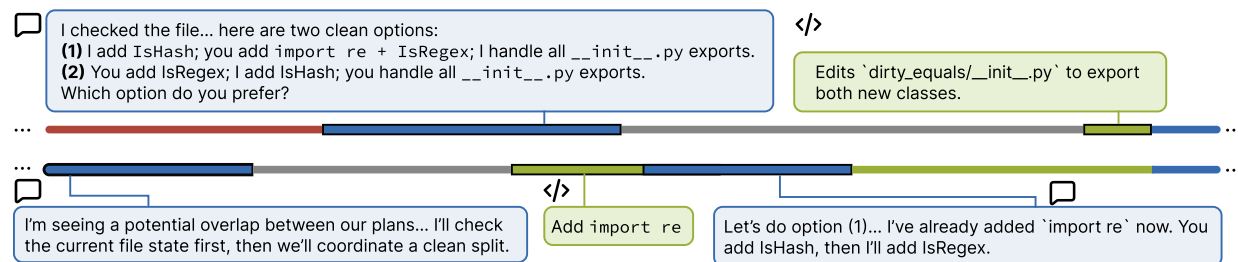 I checked the file... here are two clean options:
(1) I add IsHash; you add import re + IsRegex; I handle all __init__.py exports.
(2) You add IsRegex; I add IsHash; you handle all __init__.py exports.
Which option do you prefer?
</>
Edits `dirty_equals/__init__.py` to export
both new classes.
...
..
...
..
</>
I'm seeing a potential overlap between our plans... I'll check
the current file state first, then we'll coordinate a clean split.
Add import re
Let's do option (1)... I've already added `import re` now. You
add IsHash, then I'll add IsRegex.